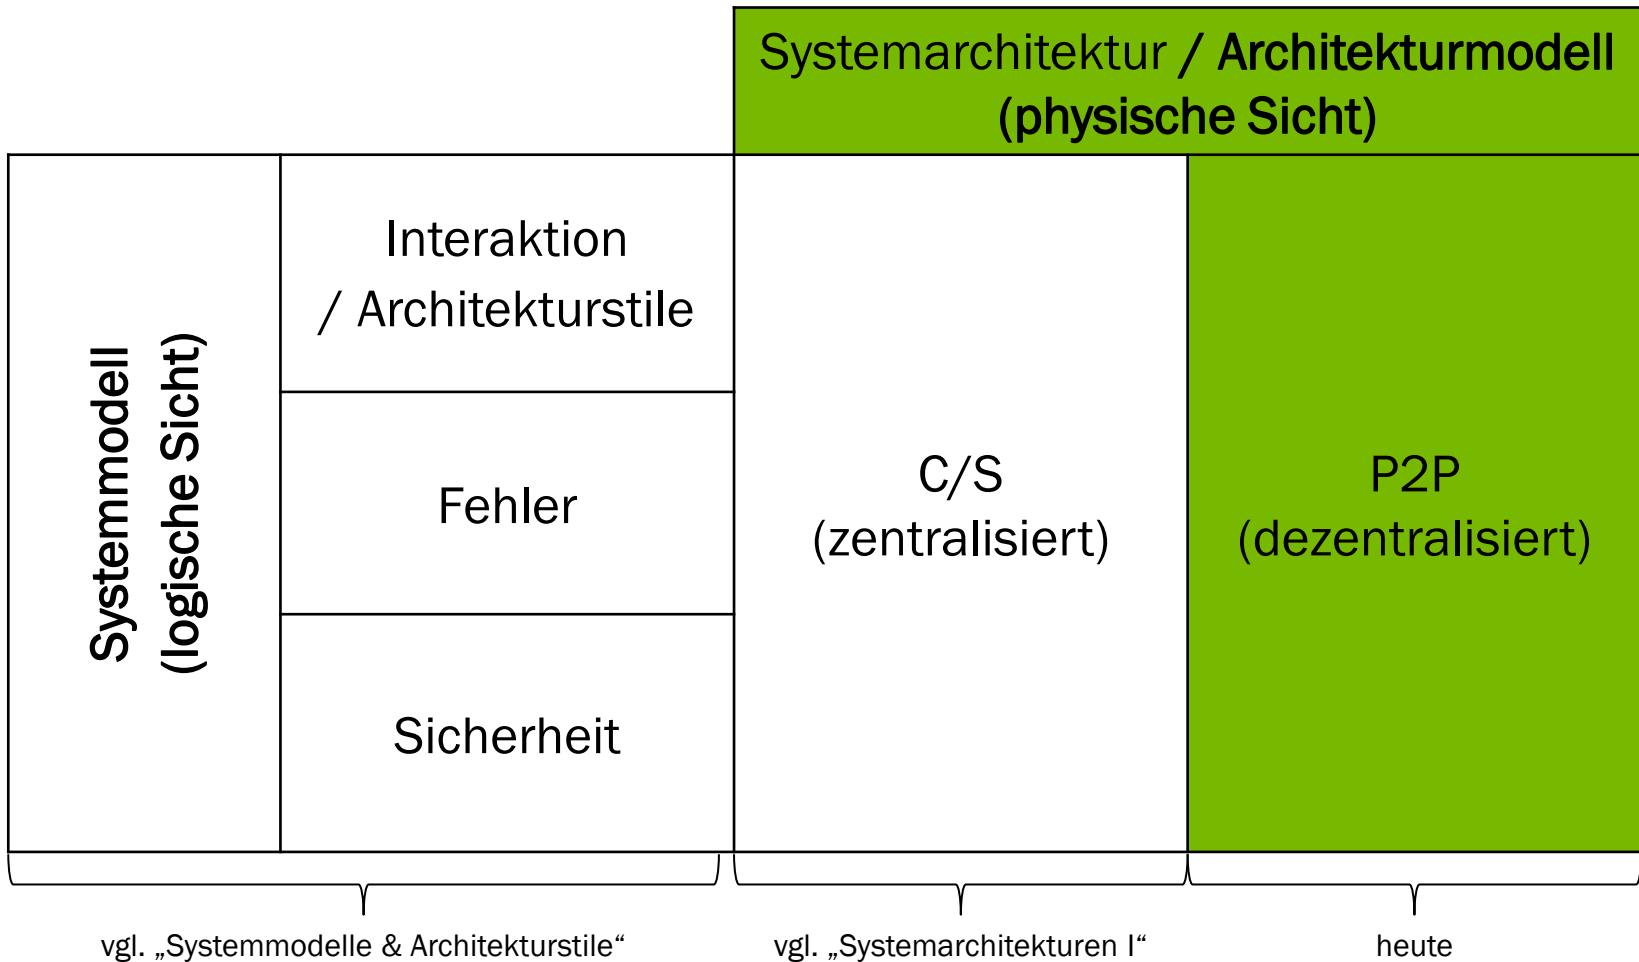 Systemarchitektur / Architekturmodell
(physische Sicht)
Systemmodell
(logische Sicht)
Interaktion
/ Architekturstile
Fehler
Sicherheit
C/S
(zentralisiert)
P2P
(dezentralisiert)
vgl. „Systemmodelle & Architekturstile“
vgl. „Systemarchitekturen I“
heute